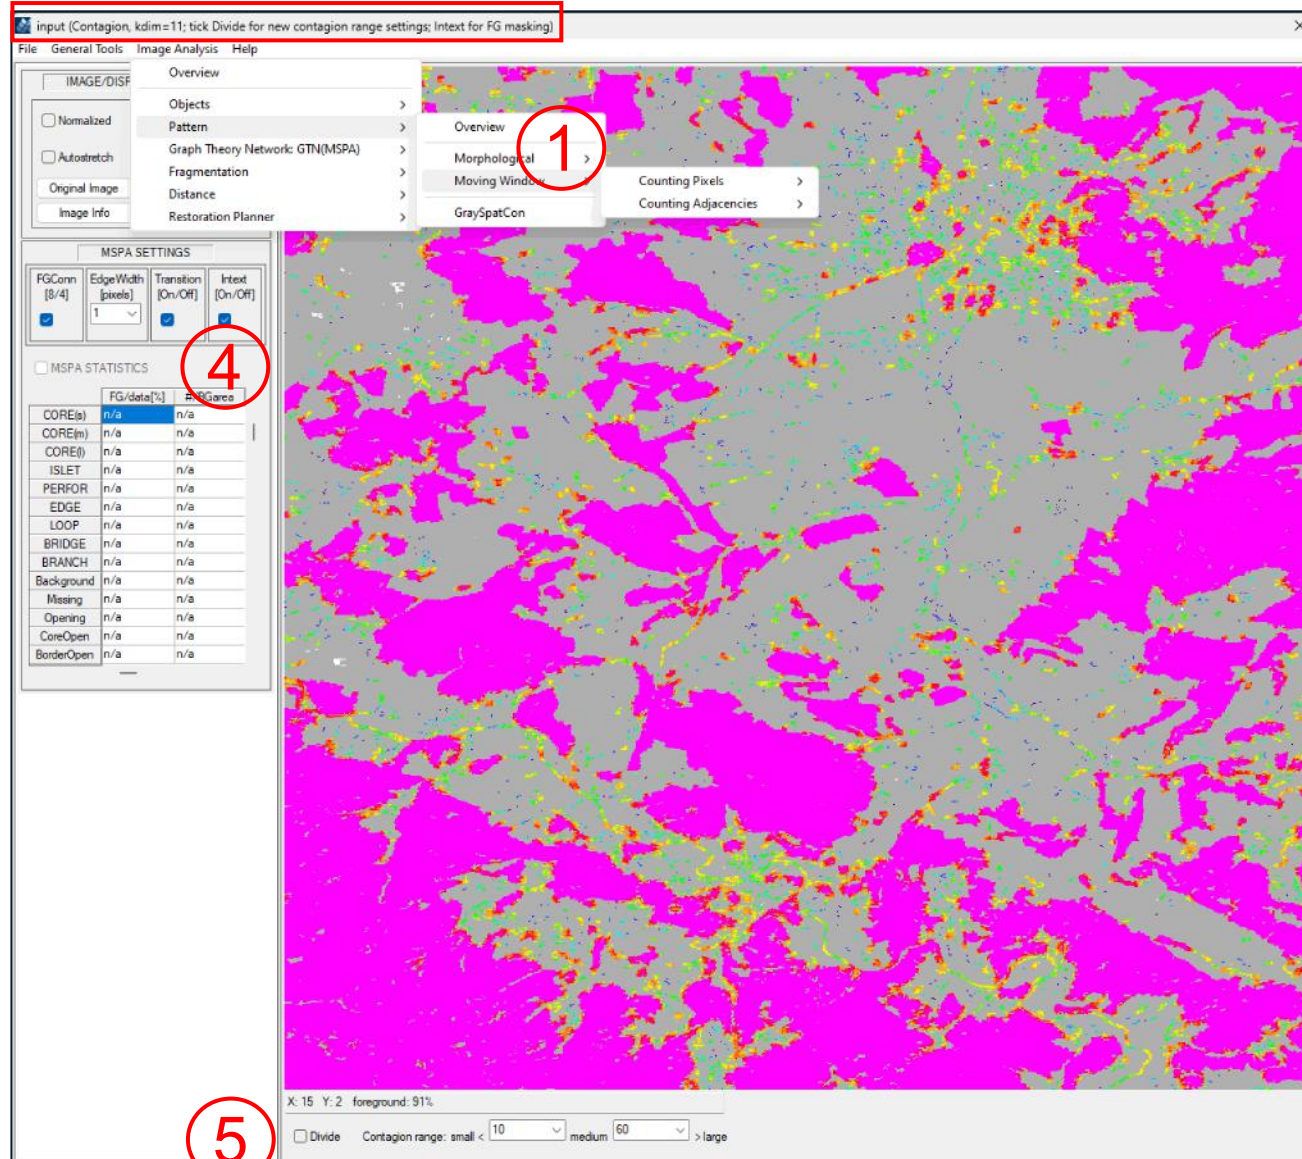 input (Contagion, kdim=11; tick Divide for new contagion range settings; Intext for FG masking)
File General Tools Image Analysis Help
IMAGE/DISP
Normalized
Autostretch
Original Image
Image Info
Overview
Objects
Pattern
Graph Theory Network: GTN(MSPA)
Fragmentation
Distance
Restoration Planner
Overview
Morphological
Moving Window
GraySpatCon
1
Counting Pixels
Counting Adjacencies
MSPA SETTINGS
FGConn EdgeWidth Transition Intext
[8/4] [pixels] [On/Off] [On/Off]
1
4
MSPA STATISTICS
FG/data[%] #/BGarea
CORE(s) n/a n/a
CORE(m) n/a n/a
CORE(l) n/a n/a
ISLET n/a n/a
PERFOR n/a n/a
EDGE n/a n/a
LOOP n/a n/a
BRIDGE n/a n/a
BRANCH n/a n/a
Background n/a n/a
Missing n/a n/a
Opening n/a n/a
CoreOpen n/a n/a
BorderOpen n/a n/a
X: 15 Y: 2 foreground: 91%
5
Divide Contagion range: small < 10 medium 60 > large